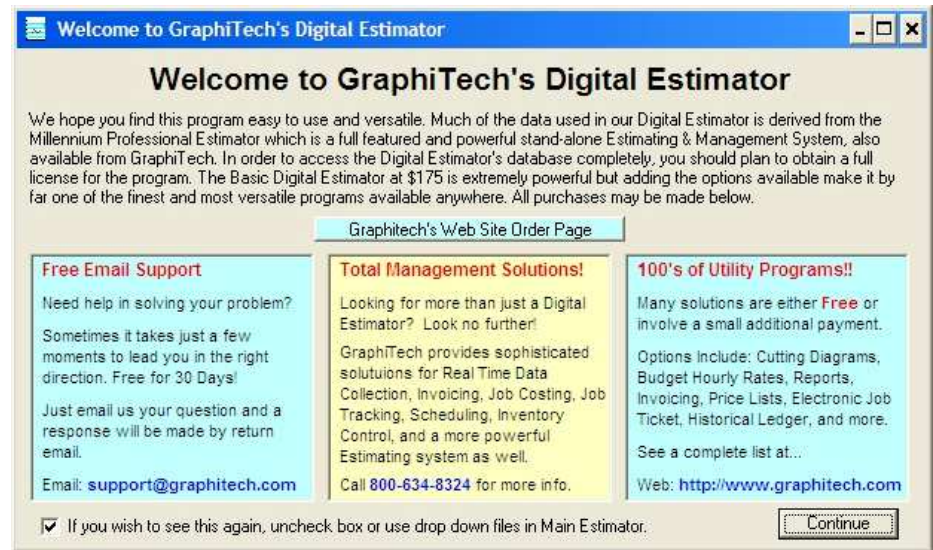 Welcome to GraphiTech's Digital Estimator
Welcome to GraphiTech's Digital Estimator
We hope you find this program easy to use and versatile. Much of the data used in our Digital Estimator is derived from the
Millennium Professional Estimator which is a full featured and powerful stand-alone Estimating & Management System, also
available from GraphiTech. In order to access the Digital Estimator's database completely, you should plan to obtain a full
license for the program. The Basic Digital Estimator at $175 is extremely powerful but adding the options available make it by
far one of the finest and most versatile programs available anywhere. All purchases may be made below.
Graphitech's Web Site Order Page
Free Email Support
Need help in solving your problem?
Sometimes it takes just a few
moments to lead you in the right
direction. Free for 30 Days!
Just email us your question and a
response will be made by return
email.
Email: support@graphitech.com
Total Management Solutions!
Looking for more than just a Digital
Estimator? Look no further!
GraphiTech provides sophisticated
solutuions for Real Time Data
Collection, Invoicing, Job Costing, Job
Tracking, Scheduling, Inventory
Control, and a more powerful
Estimating system as well.
Call 800-634-8324 for more info.
100's of Utility Programs!!
Many solutions are either Free or
involve a small additional payment.
Options Include: Cutting Diagrams,
Budget Hourly Rates, Reports,
Invoicing, Price Lists, Electronic Job
Ticket, Historical Ledger, and more.
See a complete list at...
Web: http://www.graphitech.com
If you wish to see this again, uncheck box or use drop down files in Main Estimator.
Continue